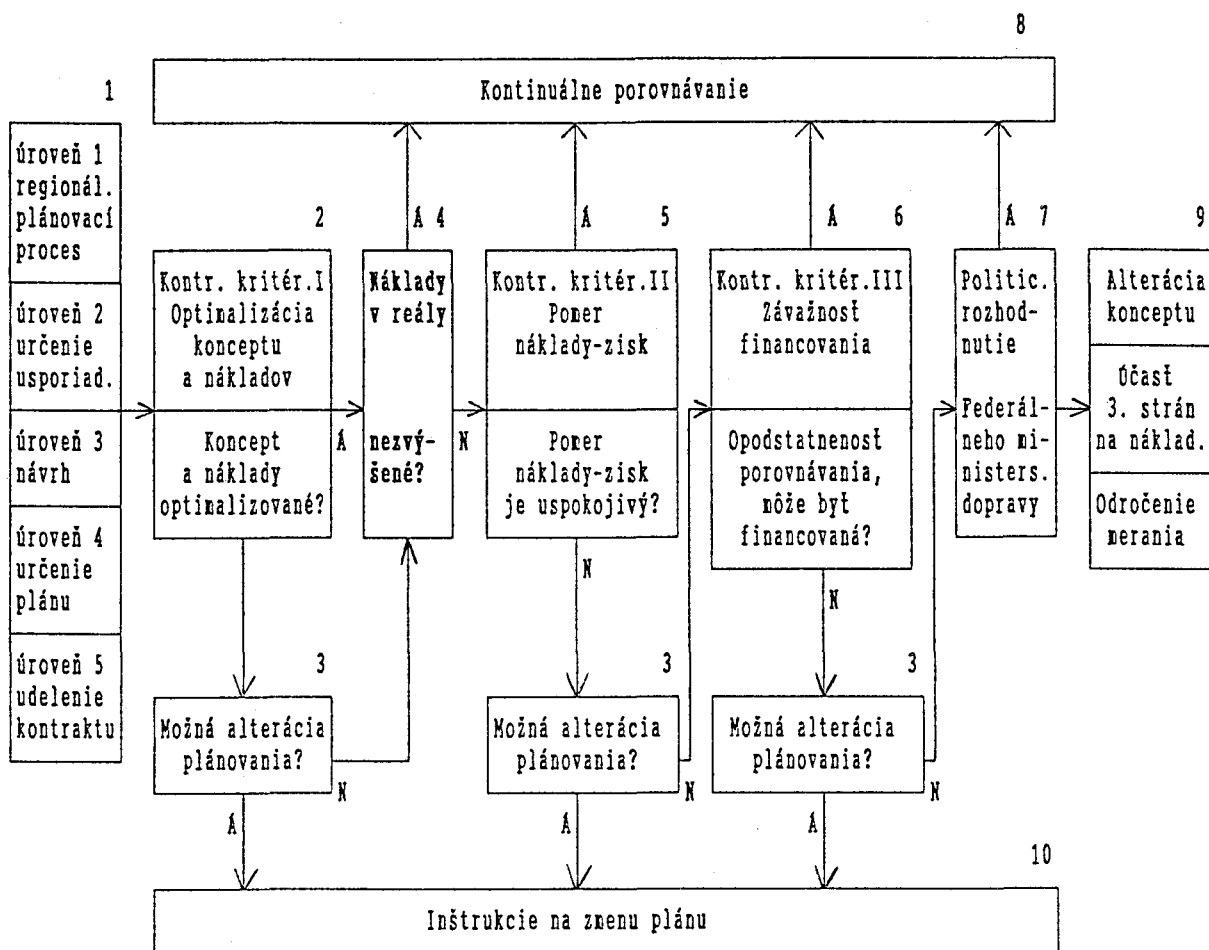 8
Kontinuálne porovnávanie
1
úroveň 1
regionál.
plánovací
proces
úroveň 2
určenie
usporiad.
úroveň 3
návrh
úroveň 4
určenie
plánu
úroveň 5
udelenie
kontraktu
2
Kontr. kritér.I
Optimalizácia
konceptu
a nákladov
Koncept
a náklady
optimalizované?
Á
3
Možná alterácia
plánovania?
N
Á
Á 4
Náklady
v reály
nezvý-
šené?
N
Á
5
Kontr. kritér.II
Pomer
náklady-zisk
Pomer
náklady-zisk
je uspokojivý?
N
3
Možná alterácia
plánovania?
N
Á
Á
6
Kontr. kritér.III
Závažnosť
financovania
Opodstatnenosť
porovnávania,
môže byť
financovaná?
N
3
Možná alterácia
plánovania?
N
Á
Á 7
Politic.
rozhod-
nutie
Federál-
neho mi-
nisters.
dopravy
9
Alterácia
konceptu
Účasť
3. strán
na náklad.
Odročenie
merania
10
Inštrukcie na zmenu plánu